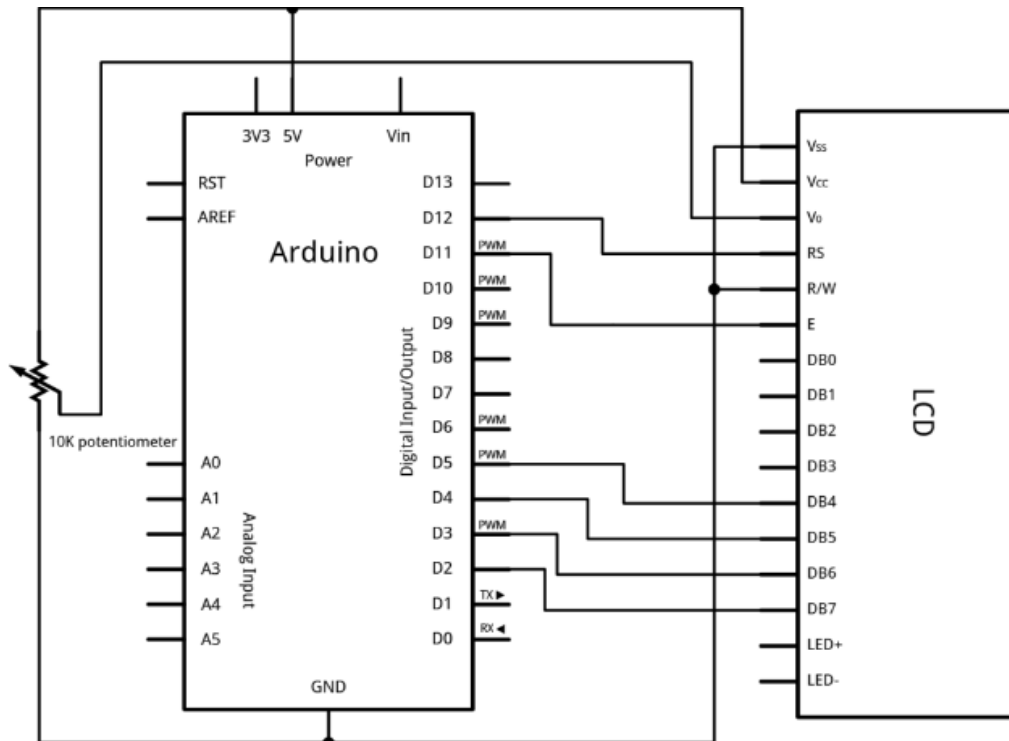 3V3 5V Vin
Power
RST
AREF
Arduino
10K potentiometer
A0
A1
A2
A3
A4
A5
Analog Input
GND
Digital Input/Output
D13
D12
D11 PWM
D10 PWM
D9 PWM
D8
D7
D6 PWM
D5 PWM
D4
D3 PWM
D2
D1 TX ▶
D0 RX ◀
Vss
Vcc
V0
RS
R/W
E
DB0
DB1
DB2
DB3
DB4
DB5
DB6
DB7
LED+
LED-
LCD